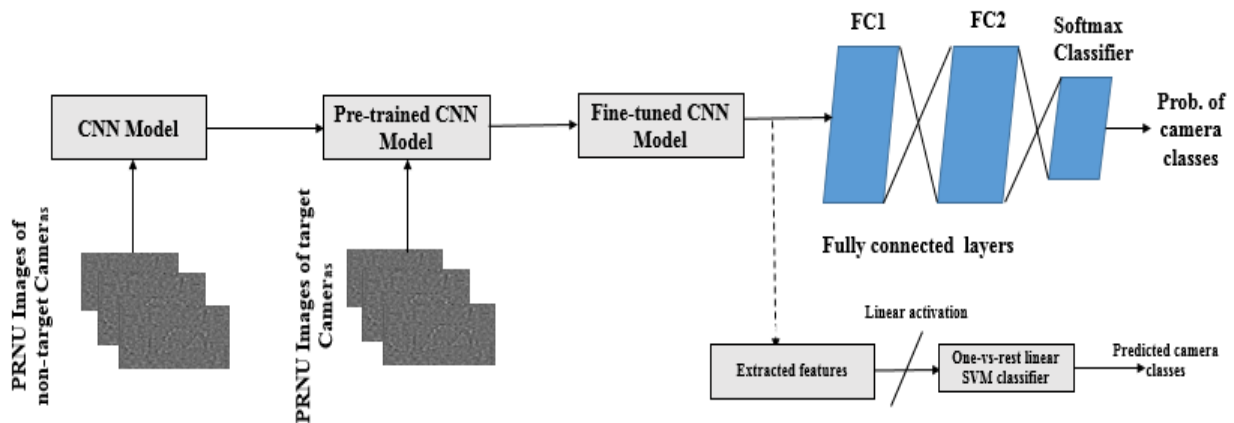 CNN Model
PRNU Images of
non-target Cameras
Pre-trained CNN
Model
PRNU Images of target
Cameras
Fine-tuned CNN
Model
FC1
FC2
Softmax
Classifier
Prob. of
camera
classes
Fully connected layers
Extracted features
Linear activation
One-vs-rest linear
SVM classifier
Predicted camera
classes